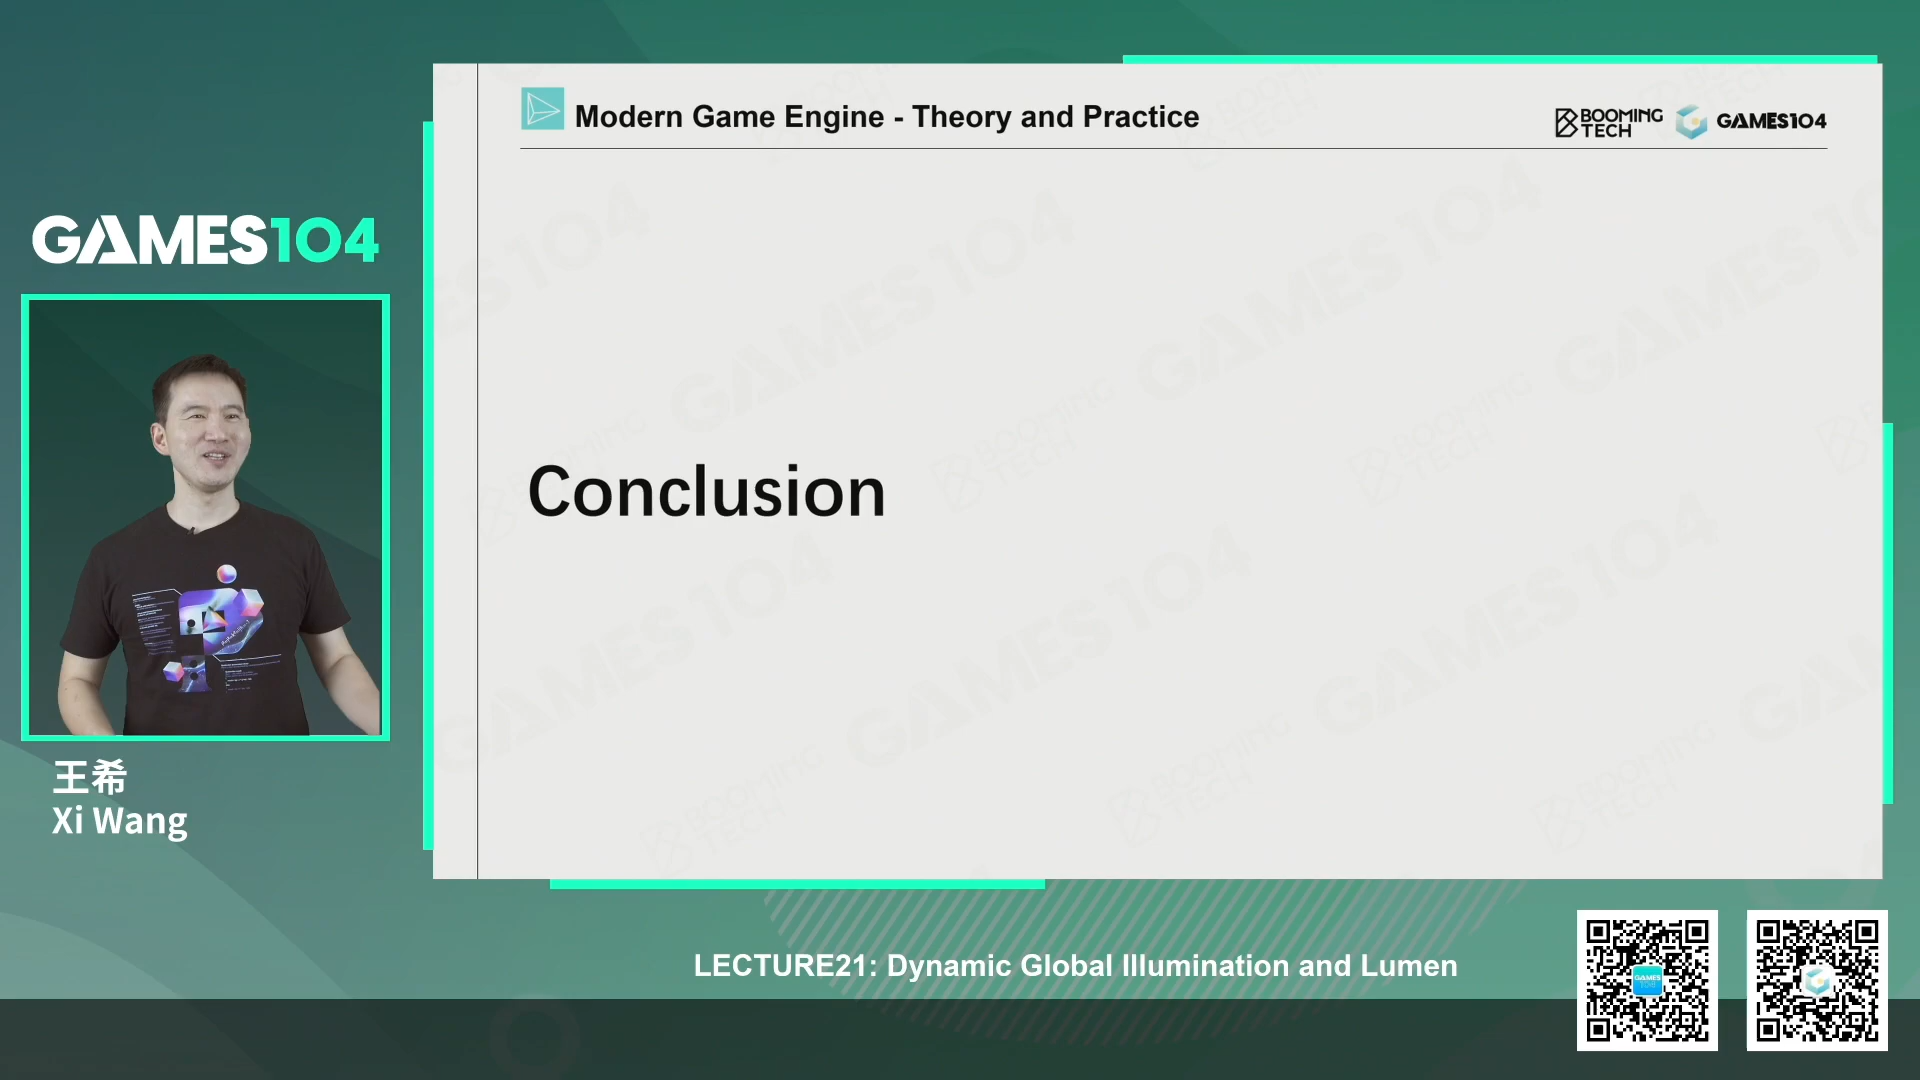 Modern Game Engine - Theory and Practice
BOOMING
TECH
GAMES104
GAMES104
Conclusion
王希
Xi Wang
LECTURE21: Dynamic Global Illumination and Lumen